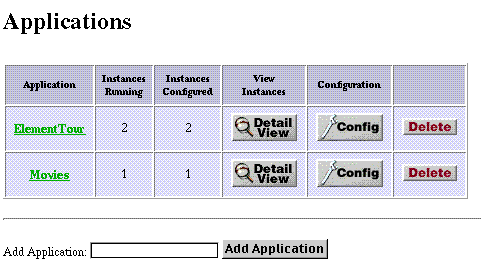 Applications
Application Instances Running Instances Configured View Instances Configuration
ElementTour 2 2 Detail View Config Delete
Movies 1 1 Detail View Config Delete
Add Application: Add Application